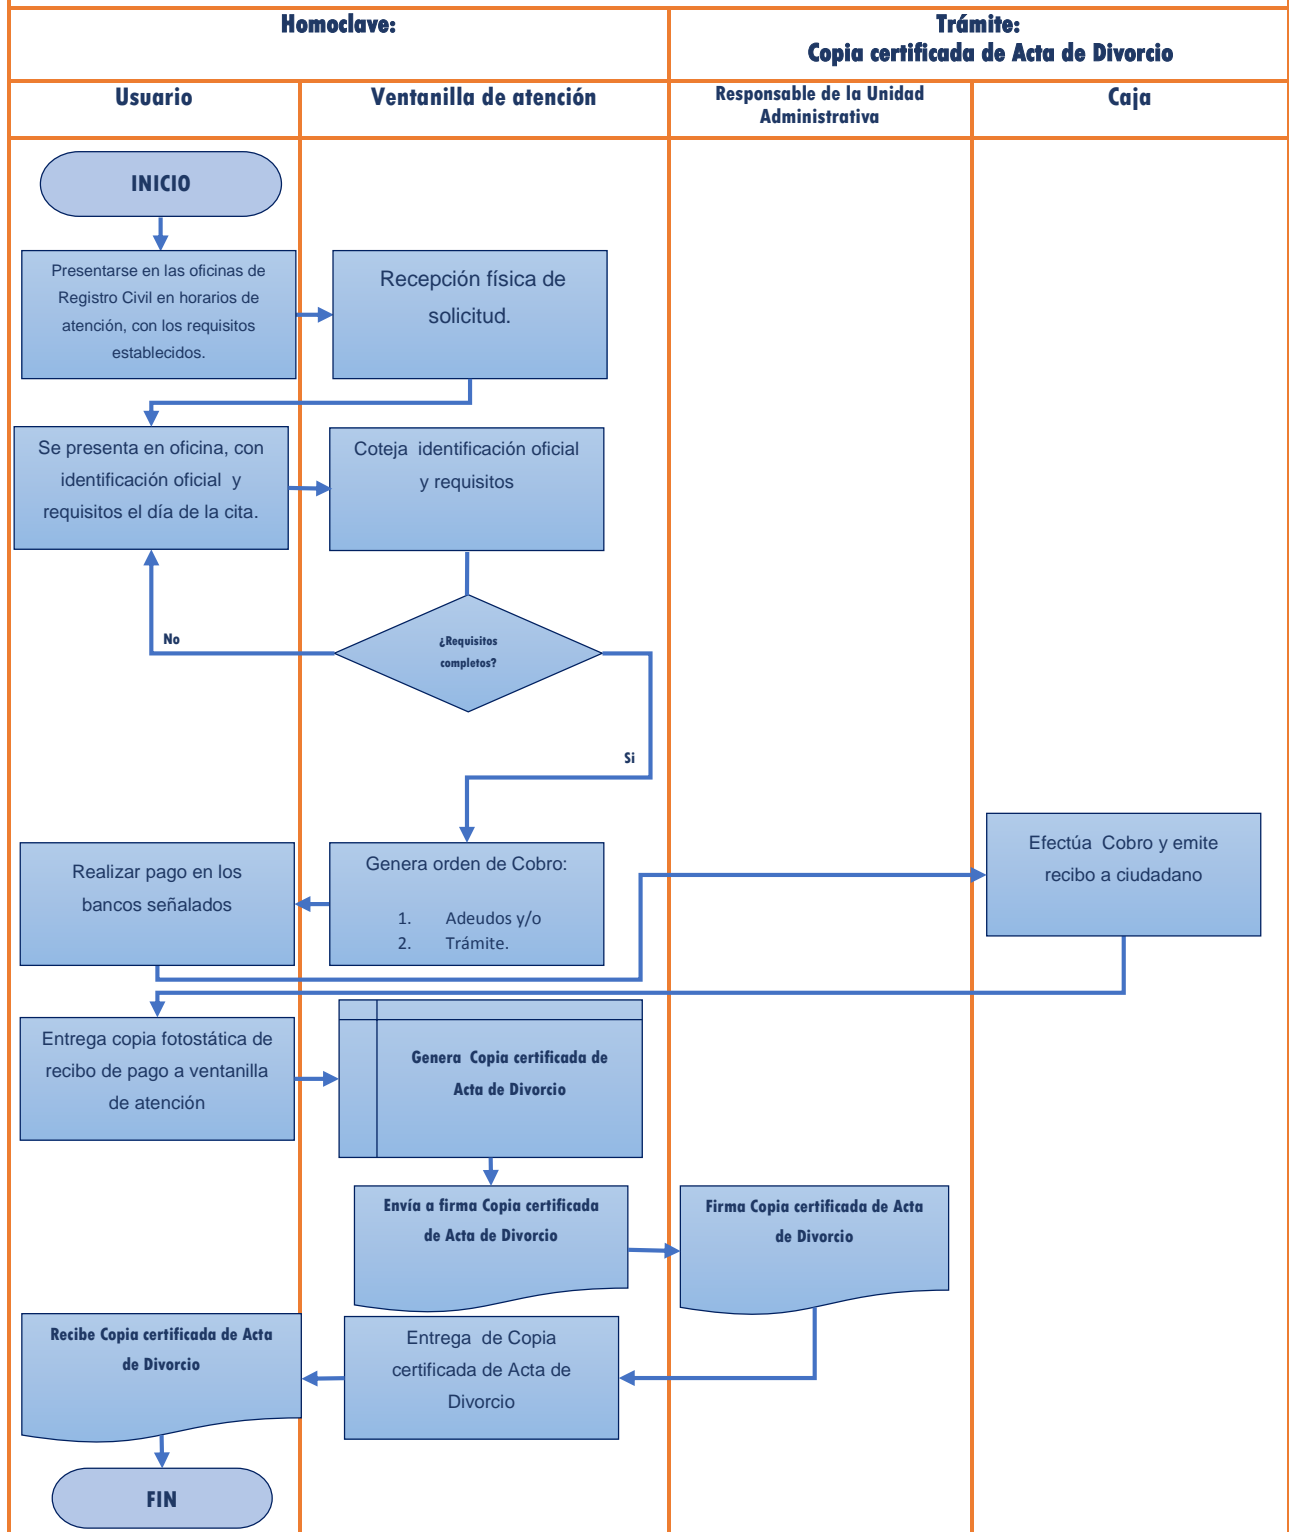 Homoclave:
Trámite:
Copia certificada de Acta de Divorcio
Usuario
Ventanilla de atención
Responsable de la Unidad
Administrativa
Caja
INICIO
Presentarse en las oficinas de
Registro Civil en horarios de
atención, con los requisitos
establecidos.
Recepción física de
solicitud.
Se presenta en oficina, con
identificación oficial y
requisitos el día de la cita.
Coteja identificación oficial
y requisitos
¿Requisitos
completos?
No
Si
Efectúa Cobro y emite
recibo a ciudadano
Genera orden de Cobro:
1. Adeudos y/o
2. Trámite.
Realizar pago en los
bancos señalados
Entrega copia fotostática de
recibo de pago a ventanilla
de atención
Genera Copia certificada de
Acta de Divorcio
Envía a firma Copia certificada
de Acta de Divorcio
Firma Copia certificada de Acta
de Divorcio
Entrega de Copia
certificada de Acta de
Divorcio
Recibe Copia certificada de Acta
de Divorcio
FIN